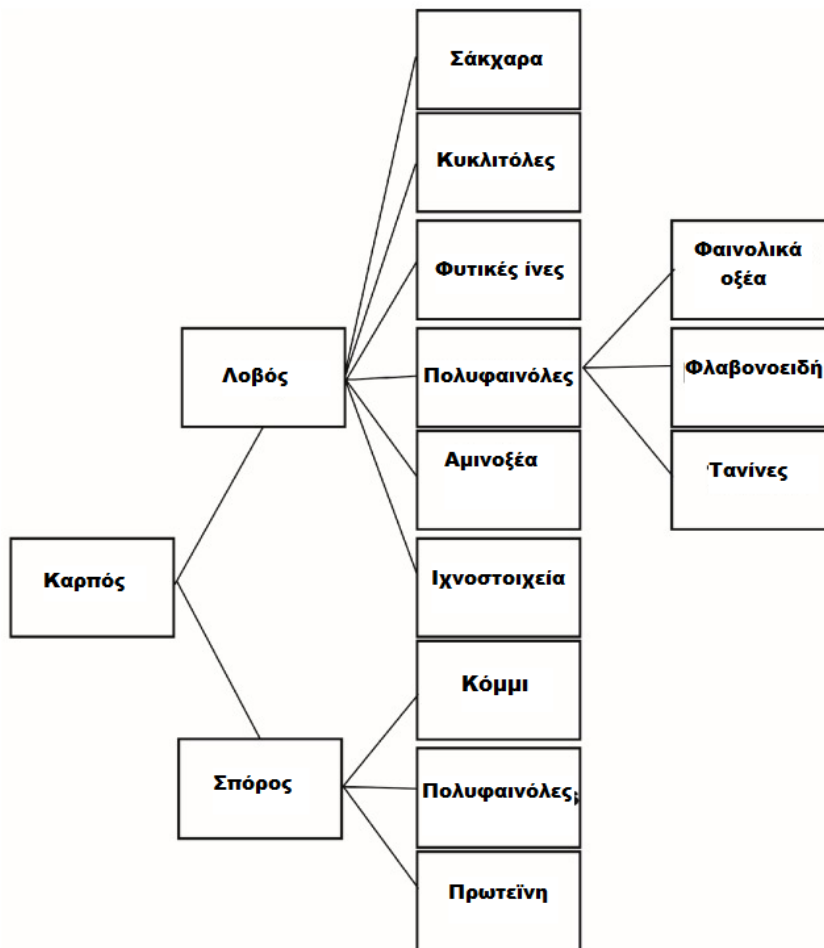 Σάκχαρα
Κυκλιτόλες
Φυτικές ίνες
Φαινολικά
οξέα
Λοβός
Πολυφαινόλες
Φλαβονοειδή
Αμινοξέα
Τανίνες
Καρπός
Ιχνοστοιχεία
Κόμμι
Σπόρος
Πολυφαινόλες
Πρωτεΐνη